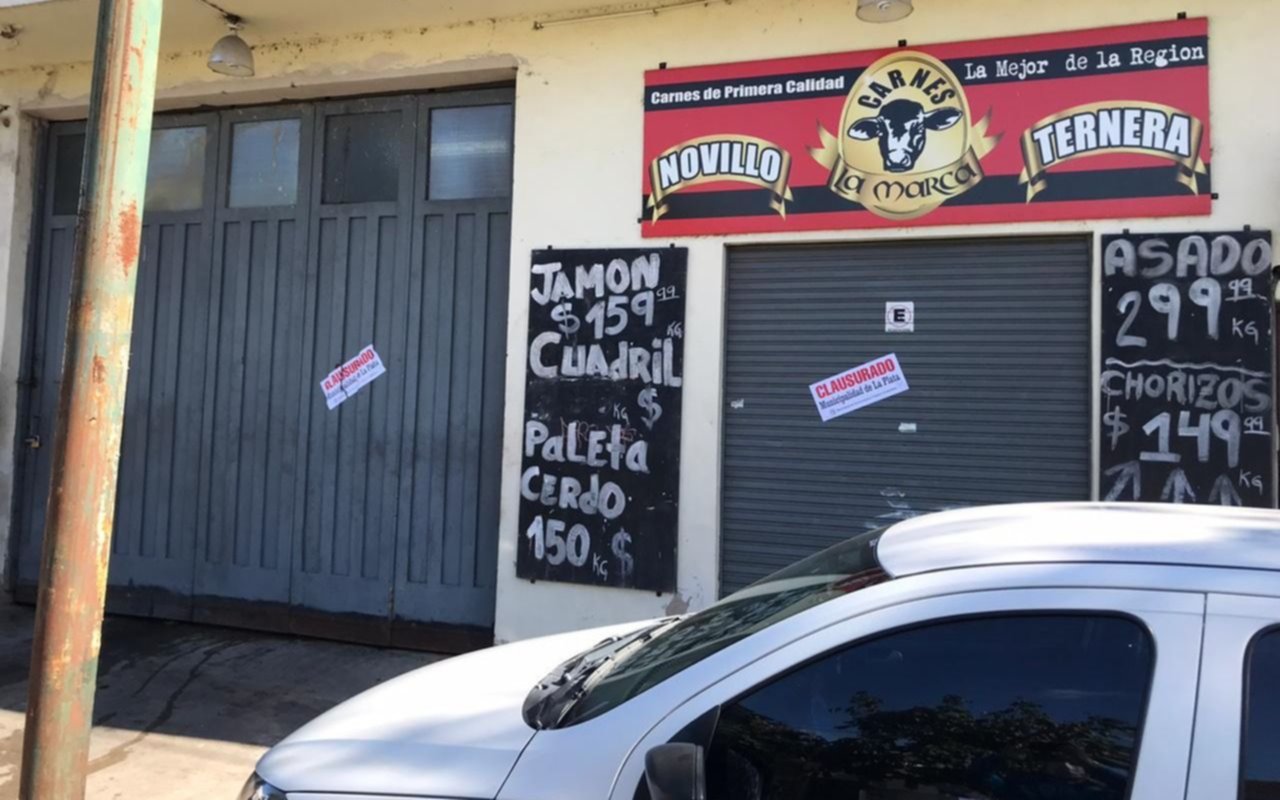 Carnes de Primera Calidad
La Mejor de la Region
CARNES
LA MARCA
NOVILLO
TERNERA
JAMON
$ 159 99
KG
CUADRIL
$
KG
PALETA
CERDO
150 KG $
ASADO
299 99
KG
CHORIZOS
$ 149 99
KG
E
CLAUSURADO
Municipalidad de La Plata
CLAUSURADO
Municipalidad de La Plata